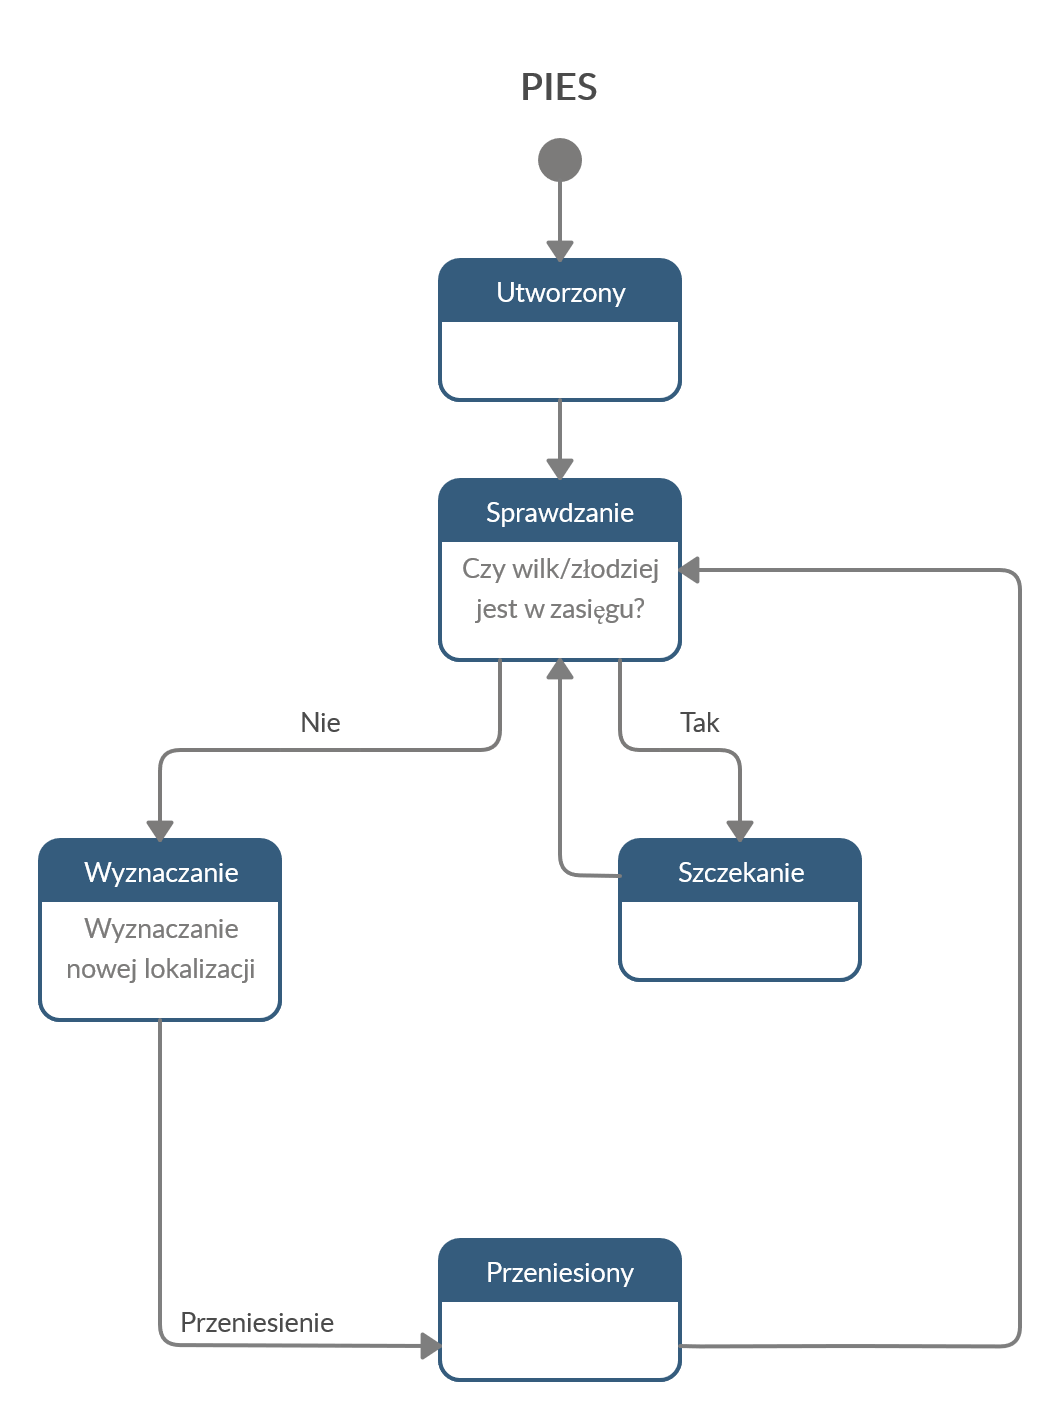 PIES
Utworzony
Sprawdzanie
Czy wilk/złodziej
jest w zasięgu?
Nie
Tak
Wyznaczanie
Wyznaczanie
nowej lokalizacji
Szczekanie
Przeniesiony
Przeniesienie